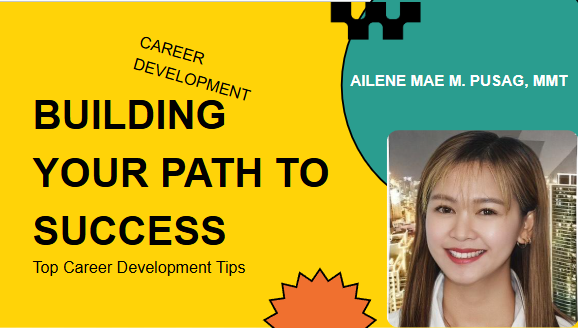 CAREER
DEVELOPMENT
BUILDING
YOUR PATH TO
SUCCESS
Top Career Development Tips
AILENE MAE M. PUSAG, MMT